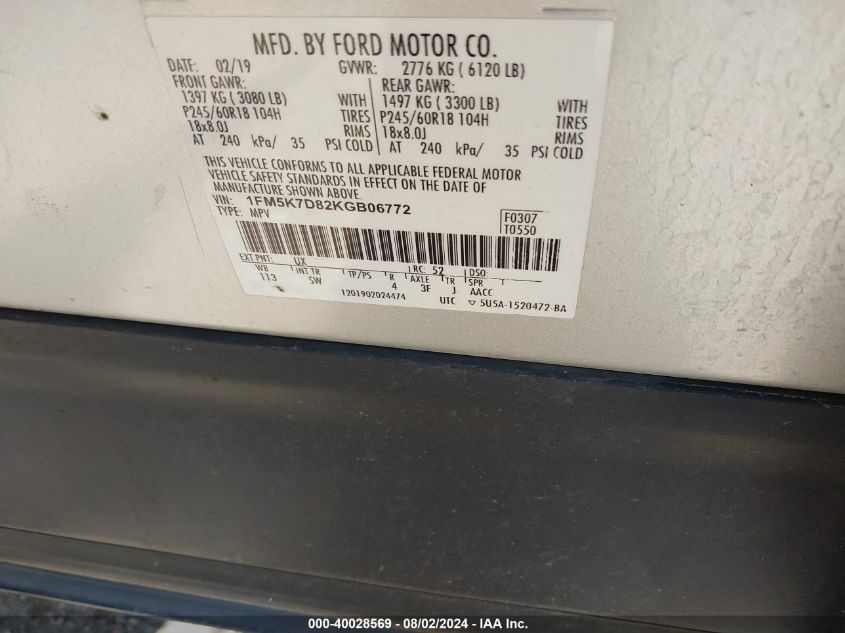 MFD. BY FORD MOTOR CO.
DATE: 02/19 GVWR: 2776 KG ( 6120 LB)
FRONT GAWR: REAR GAWR:
1397 KG ( 3080 LB) WITH 1497 KG ( 3300 LB) WITH
P245/60R18 104H TIRES P245/60R18 104H TIRES
18x8.0J RIMS 18x8.0J RIMS
AT 240 kPa/ 35 PSI COLD AT 240 kPa/ 35 PSI COLD
THIS VEHICLE CONFORMS TO ALL APPLICABLE FEDERAL MOTOR
VEHICLE SAFETY STANDARDS IN EFFECT ON THE DATE OF
MANUFACTURE SHOWN ABOVE.
VIN: 1FM5K7D82KGB06772
TYPE: MPV
F0307
T0550
EXT PNT: UX RC: 52 DSO:
WB INT TR TP/PS R AXLE TR SPR
113 SW 4 3F J AACC
1201902024474 UTC ▽ 5U5A-1520472-BA
000-40028569 - 08/02/2024 - IAA Inc.